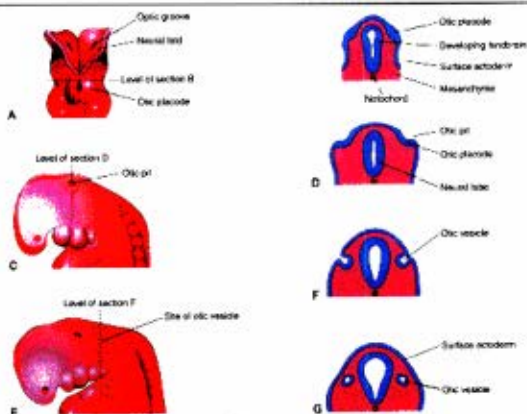 Optic groove
Neural fold
Level of section B
Otic placode
A
Otic placode
Developing hindbrain
Surface ectoderm
Mesenchyme
Notochord
Level of section D
Otic pit
C
Otic pit
Otic placode
Neural tube
D
Otic vesicle
F
Level of section F
Site of otic vesicle
E
Surface ectoderm
Otic vesicle
G